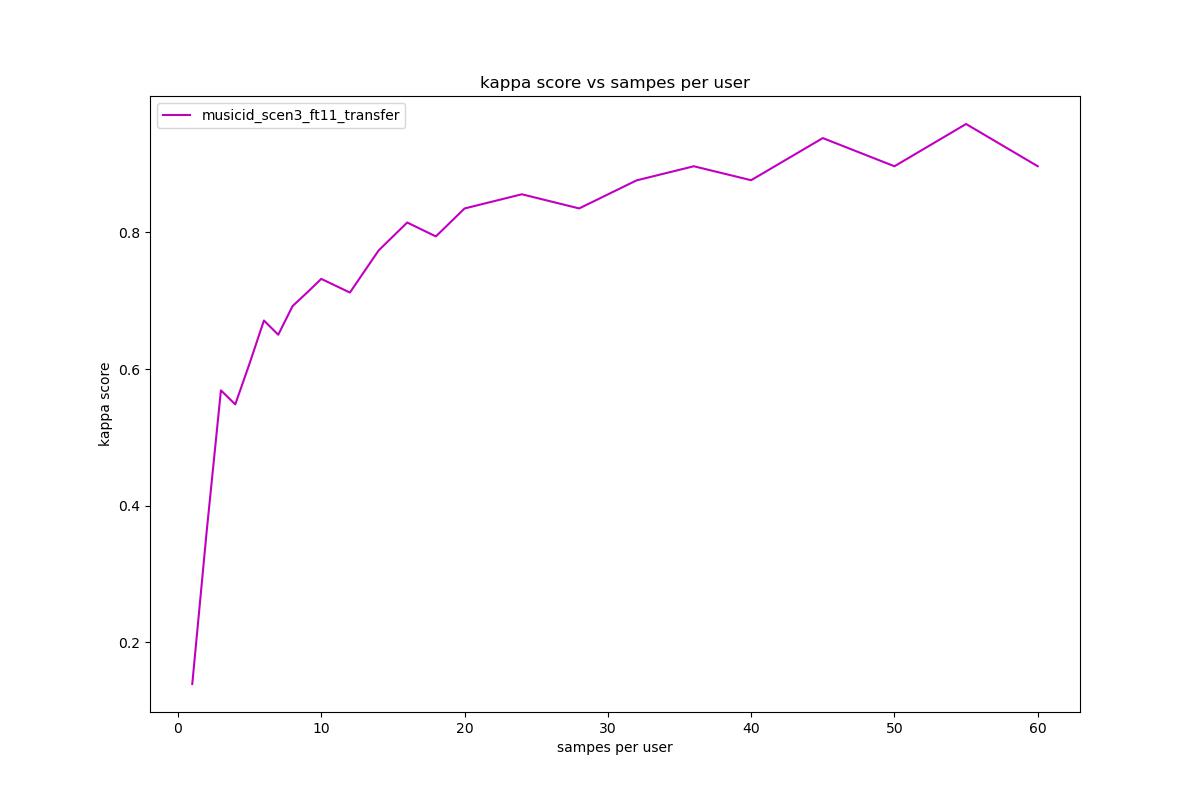 kappa score vs sampes per user
musicid_scen3_ft11_transfer
kappa score
0.8
0.6
0.4
0.2
0 10 20 30 40 50 60
sampes per user